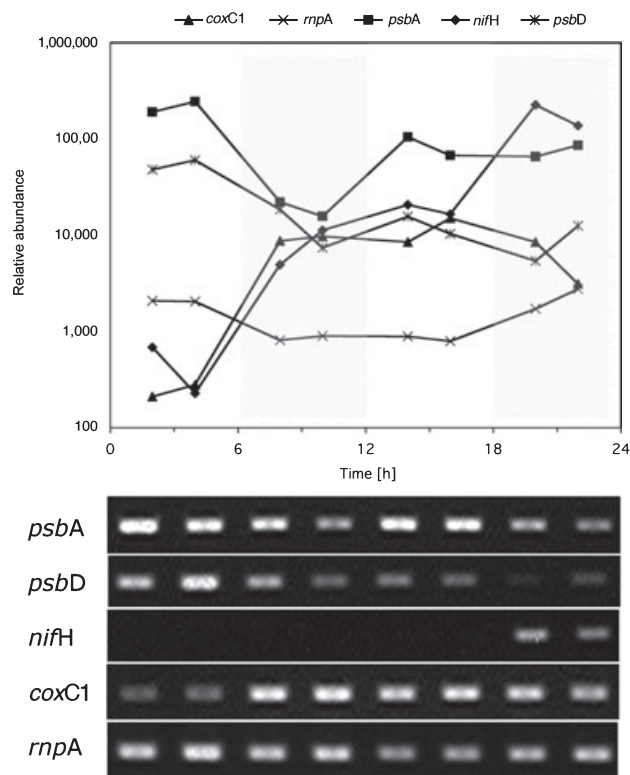 coxC1 rnpA psbA nifH psbD
1,000,000
100,00
10,000
1,000
100
Relative abundance
0 6 12 18 24
Time [h]
psbA
psbD
nifH
coxC1
rnpA